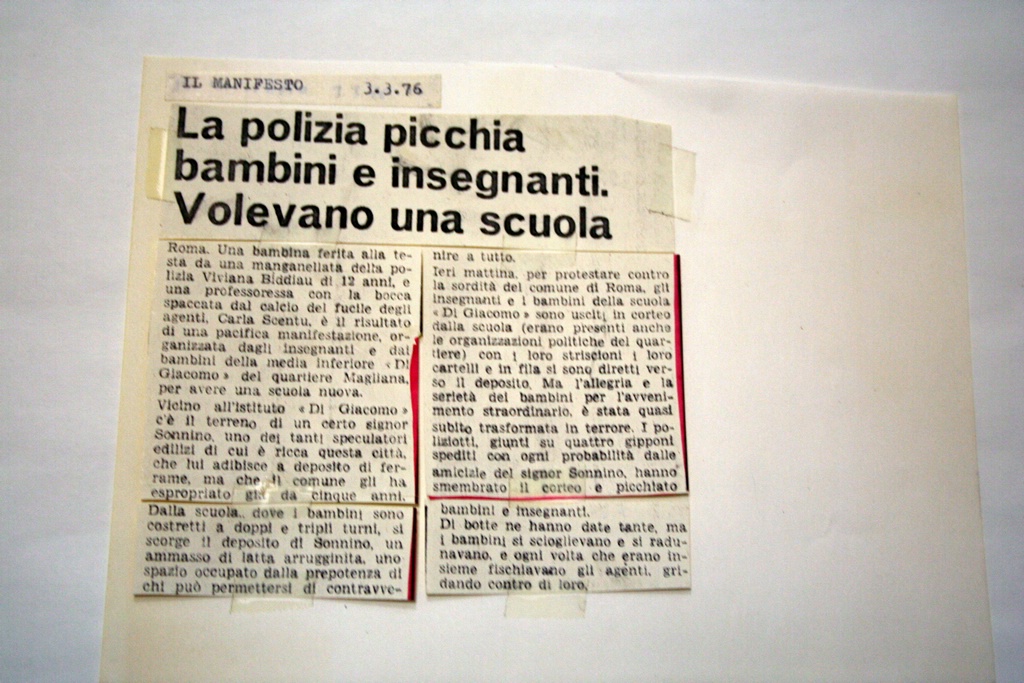 IL MANIFESTO 3.3.76
La polizia picchia
bambini e insegnanti.
Volevano una scuola
Roma. Una bambina ferita alla te-
sta da una manganellata della po-
lizia Viviana Biddiau di 12 anni, e
una professoressa con la bocca
spaccata dal calcio del fucile degli
agenti, Carla Scentu, è il risultato
di una pacifica manifestazione, or-
ganizzata dagli insegnanti e dai
bambini della media inferiore «Di
Giacomo» del quartiere Magliana,
per avere una scuola nuova.
Vicino all'istituto «Di Giacomo»
c'è il terreno di un certo signor
Sonnino, uno dei tanti speculatori
edilizi di cui è ricca questa città,
che lui adibisce a deposito di fer-
rame, ma che il comune gli ha
espropriato già da cinque anni.
Dalla scuola, dove i bambini sono
costretti a doppi e tripli turni, si
scorge il deposito di Sonnino, un
ammasso di latta arrugginita, uno
spazio occupato dalla prepotenza di
chi può permettersi di contravve-
nire a tutto.
Ieri mattina, per protestare contro
la sordità del comune di Roma, gli
insegnanti e i bambini della scuola
«Di Giacomo» sono usciti in corteo
dalla scuola (erano presenti anche
le organizzazioni politiche del quar-
tiere) con i loro striscioni i loro
cartelli e in fila si sono diretti ver-
so il deposito. Ma l'allegria e la
serietà dei bambini per l'avveni-
mento straordinario, è stata quasi
subito trasformata in terrore. I po-
liziotti, giunti su quattro gipponi
spediti con ogni probabilità dalle
amicizie del signor Sonnino, hanno
smembrato il corteo e picchiato
bambini e insegnanti.
Di botte ne hanno date tante, ma
i bambini si scioglievano e si radu-
navano, e ogni volta che erano in-
sieme fischiavano gli agenti, gri-
dando contro di loro.